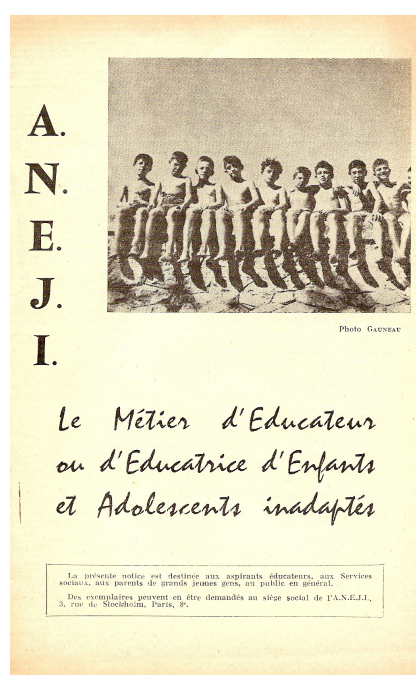 A.
N.
E.
J.
I.
Photo GAUNEAU
Le Métier d'Educateur
ou d'Educatrice d'Enfants
et Adolescents inadaptés
La présente notice est destinée aux aspirants éducateurs, aux Services
sociaux, aux parents de grands jeunes gens, au public en général.
Des exemplaires peuvent en être demandés au siège social de l'A.N.E.J.I.,
3, rue de Stockholm, Paris, 8e.